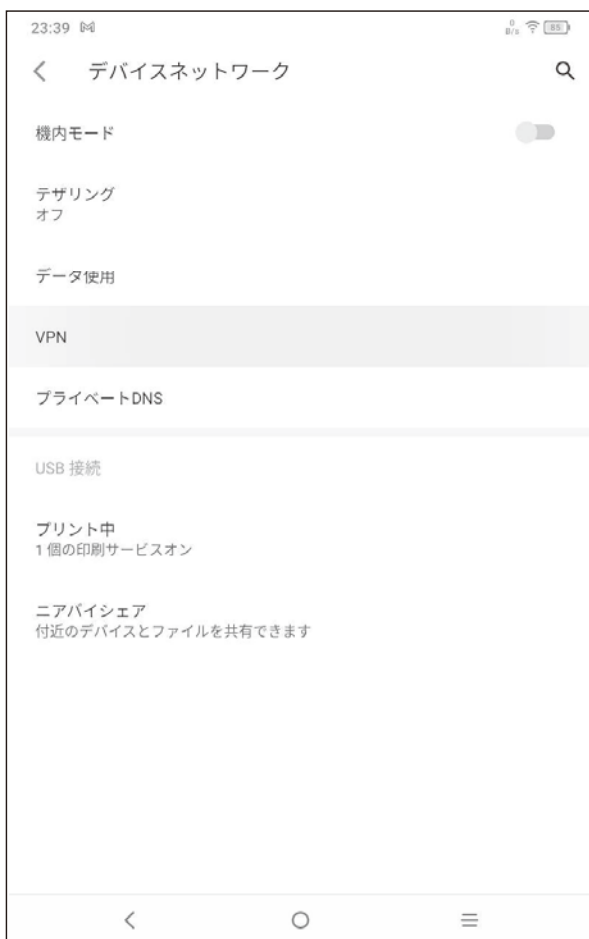 23:39
0
B/s
85
デバイスネットワーク
機内モード
テザリング
オフ
データ使用
VPN
プライベートDNS
USB 接続
プリント中
1 個の印刷サービスオン
ニアバイシェア
付近のデバイスとファイルを共有できます